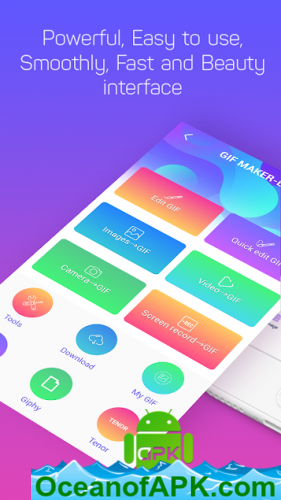 Powerful, Easy to use,
Smoothly, Fast and Beauty
interface
GIF MAKER-
Edit GIF
Quick edit GIF
Images->GIF
Video->GIF
Camera->GIF
Screen record->GIF
Tools
Download
My GIF
Giphy
TENOR
Tenor
APK
OceanofAPK.com